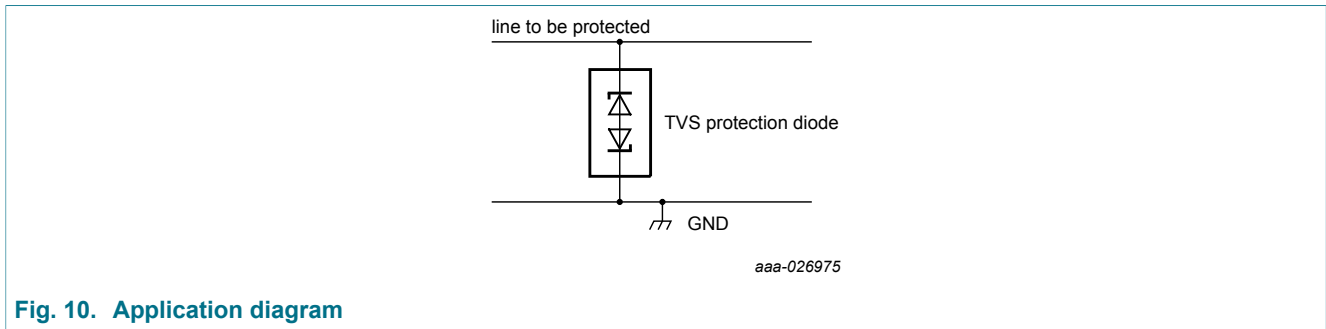 line to be protected
TVS protection diode
GND
aaa-026975
Fig. 10. Application diagram